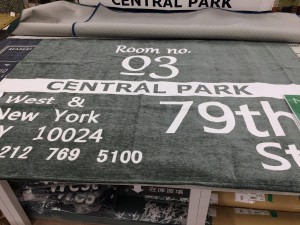 CENTRAL PARK
Room no.
03
CENTRAL PARK
West &
New York
Y 10024
212 769 5100
79th
St